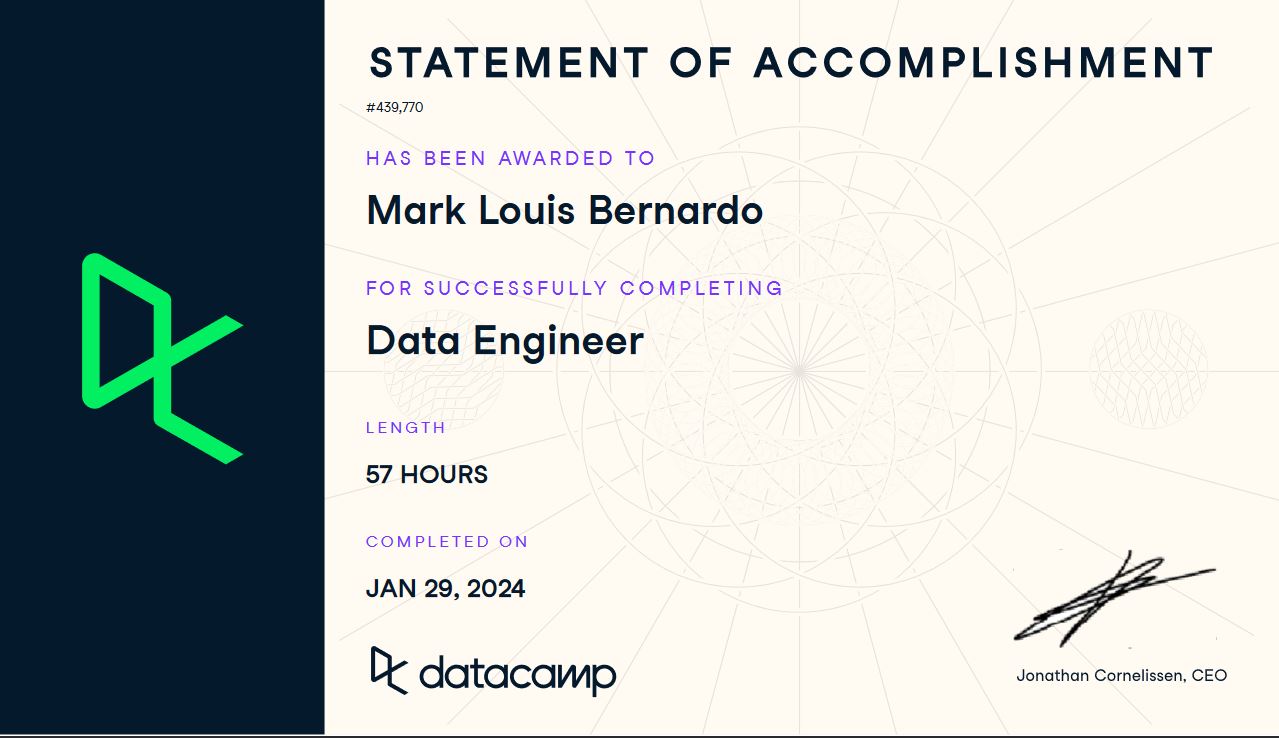 STATEMENT OF ACCOMPLISHMENT
#439,770
HAS BEEN AWARDED TO
Mark Louis Bernardo
FOR SUCCESSFULLY COMPLETING
Data Engineer
LENGTH
57 HOURS
COMPLETED ON
JAN 29, 2024
datacamp
Jonathan Cornelissen, CEO